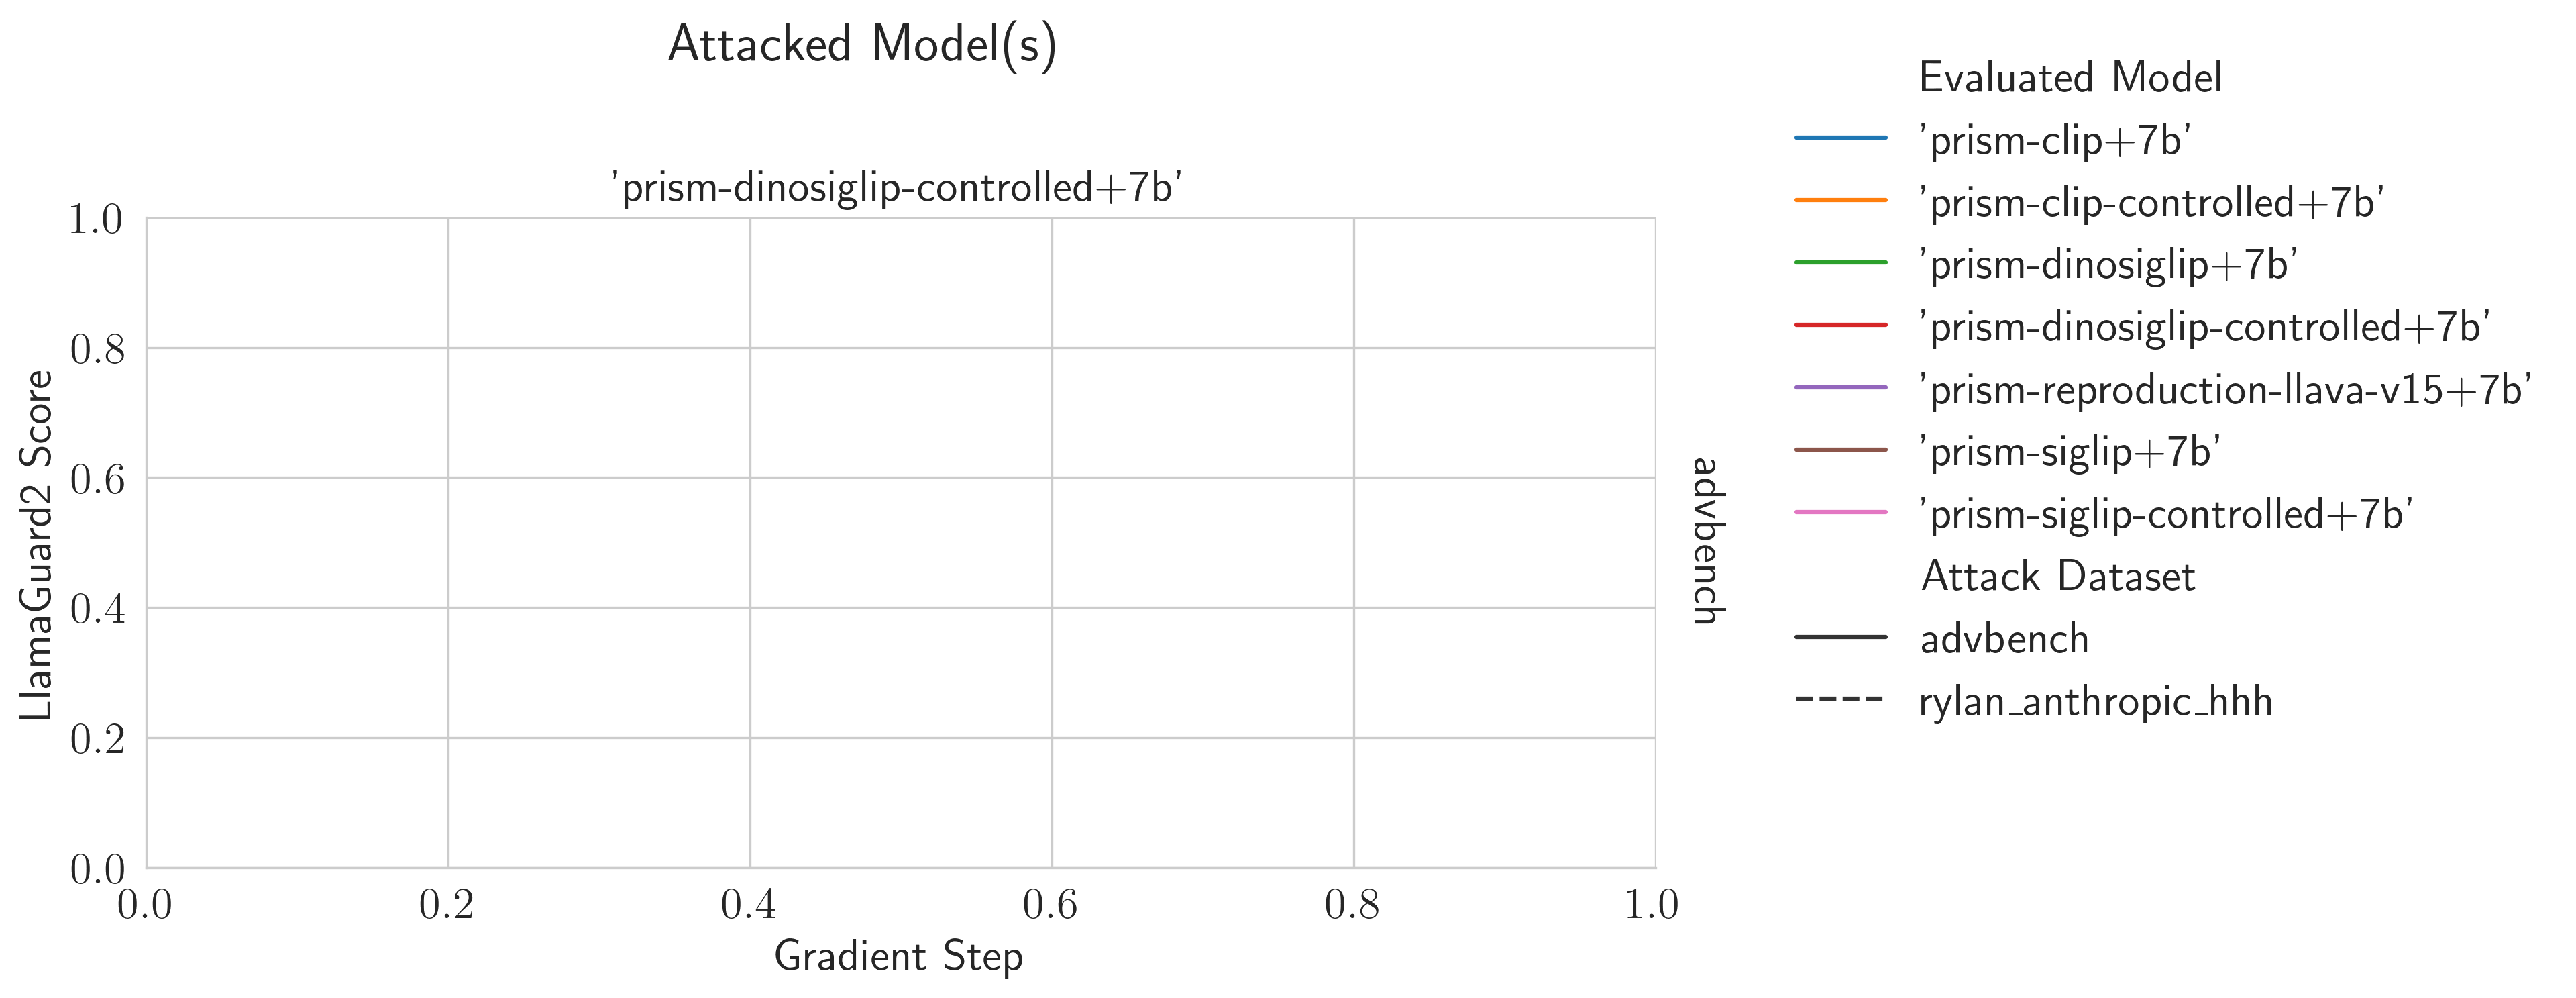 Attacked Model(s)
'prism-dinosiglip-controlled+7b'
LlamaGuard2 Score
1.0
0.8
0.6
0.4
0.2
0.0
0.0 0.2 0.4 0.6 0.8 1.0
Gradient Step
advbench
Evaluated Model
'prism-clip+7b'
'prism-clip-controlled+7b'
'prism-dinosiglip+7b'
'prism-dinosiglip-controlled+7b'
'prism-reproduction-llava-v15+7b'
'prism-siglip+7b'
'prism-siglip-controlled+7b'
Attack Dataset
advbench
rylan_anthropic_hhh